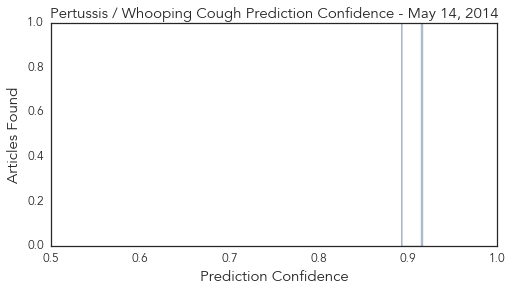 Pertussis / Whooping Cough Prediction Confidence - May 14, 2014
1.0
0.8
0.6
0.4
0.2
0.0
Articles Found
0.5 0.6 0.7 0.8 0.9 1.0
Prediction Confidence